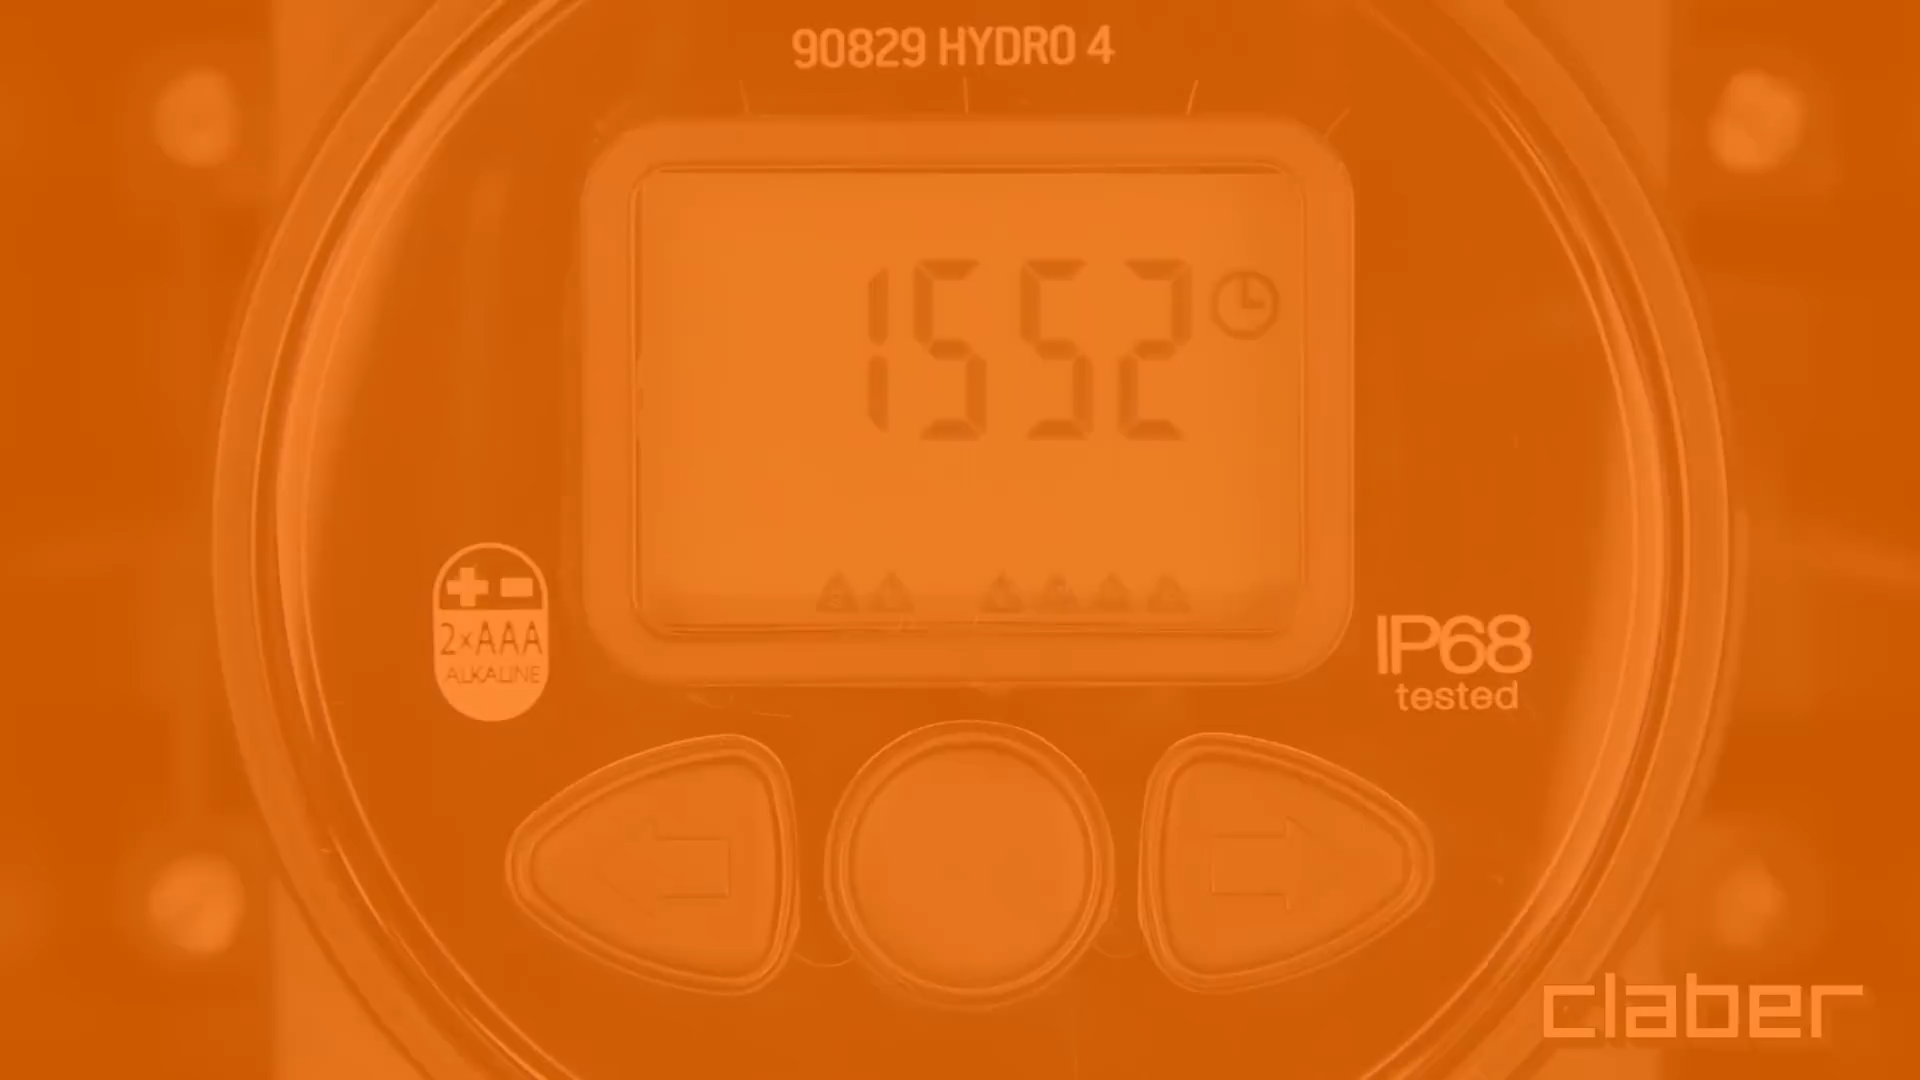 90829 HYDRO 4
1552
2xAAA
ALKALINE
IP68
tested
claber